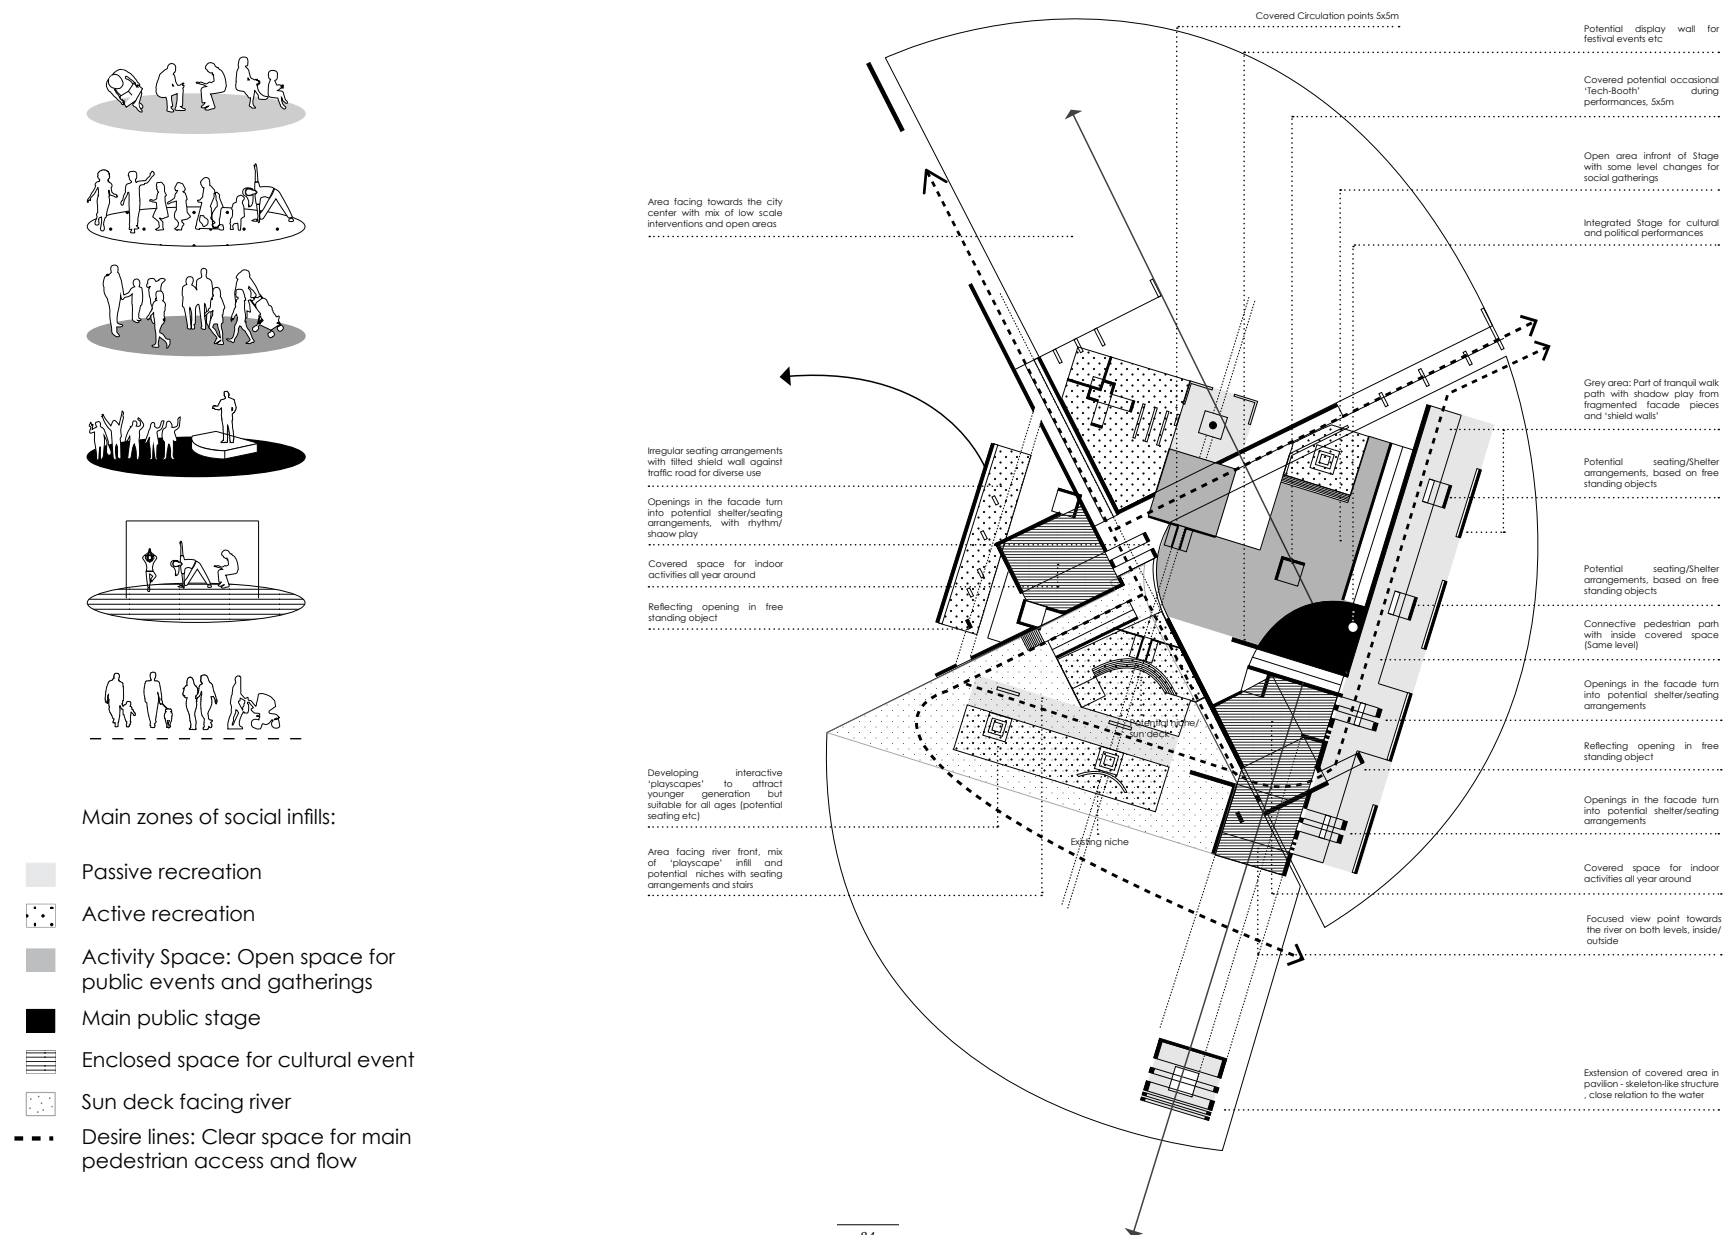 Main zones of social infills:
Passive recreation
Active recreation
Activity Space: Open space for
public events and gatherings
Main public stage
Enclosed space for cultural event
Sun deck facing river
Desire lines: Clear space for main
pedestrian access and flow
Area facing towards the city
center with mix of low scale
interventions and open areas
Irregular seating arrangements
with tilted shield wall against
traffic road for diverse use
Openings in the facade turn
into potential shelter/seating
arrangements, with rhythm/
shaow play
Covered space for indoor
activities all year around
Reflecting opening in free
standing object
Developing interactive
‘playscapes’ to attract
younger generation but
suitable for all ages (potential
seating etc)
Area facing river front, mix
of ‘playscape’ infill and
potential niches with seating
arrangements and stairs
Potential niche/
sun deck
Existing niche
Covered Circulation points 5x5m
Potential display wall for
festival events etc
Covered potential occasional
‘Tech-Booth’ during
performances, 5x5m
Open area infront of Stage
with some level changes for
social gatherings
Integrated Stage for cultural
and political performances
Grey area: Part of tranquil walk
path with shadow play from
fragmented facade pieces
and ‘shield walls’
Potential seating/Shelter
arrangements, based on free
standing objects
Potential seating/Shelter
arrangements, based on free
standing objects
Connective pedestrian parh
with inside covered space
(Same level)
Openings in the facade turn
into potential shelter/seating
arrangements
Reflecting opening in free
standing object
Openings in the facade turn
into potential shelter/seating
arrangements
Covered space for indoor
activities all year around
Focused view point towards
the river on both levels, inside/
outside
Exstension of covered area in
pavilion - skeleton-like structure
, close relation to the water